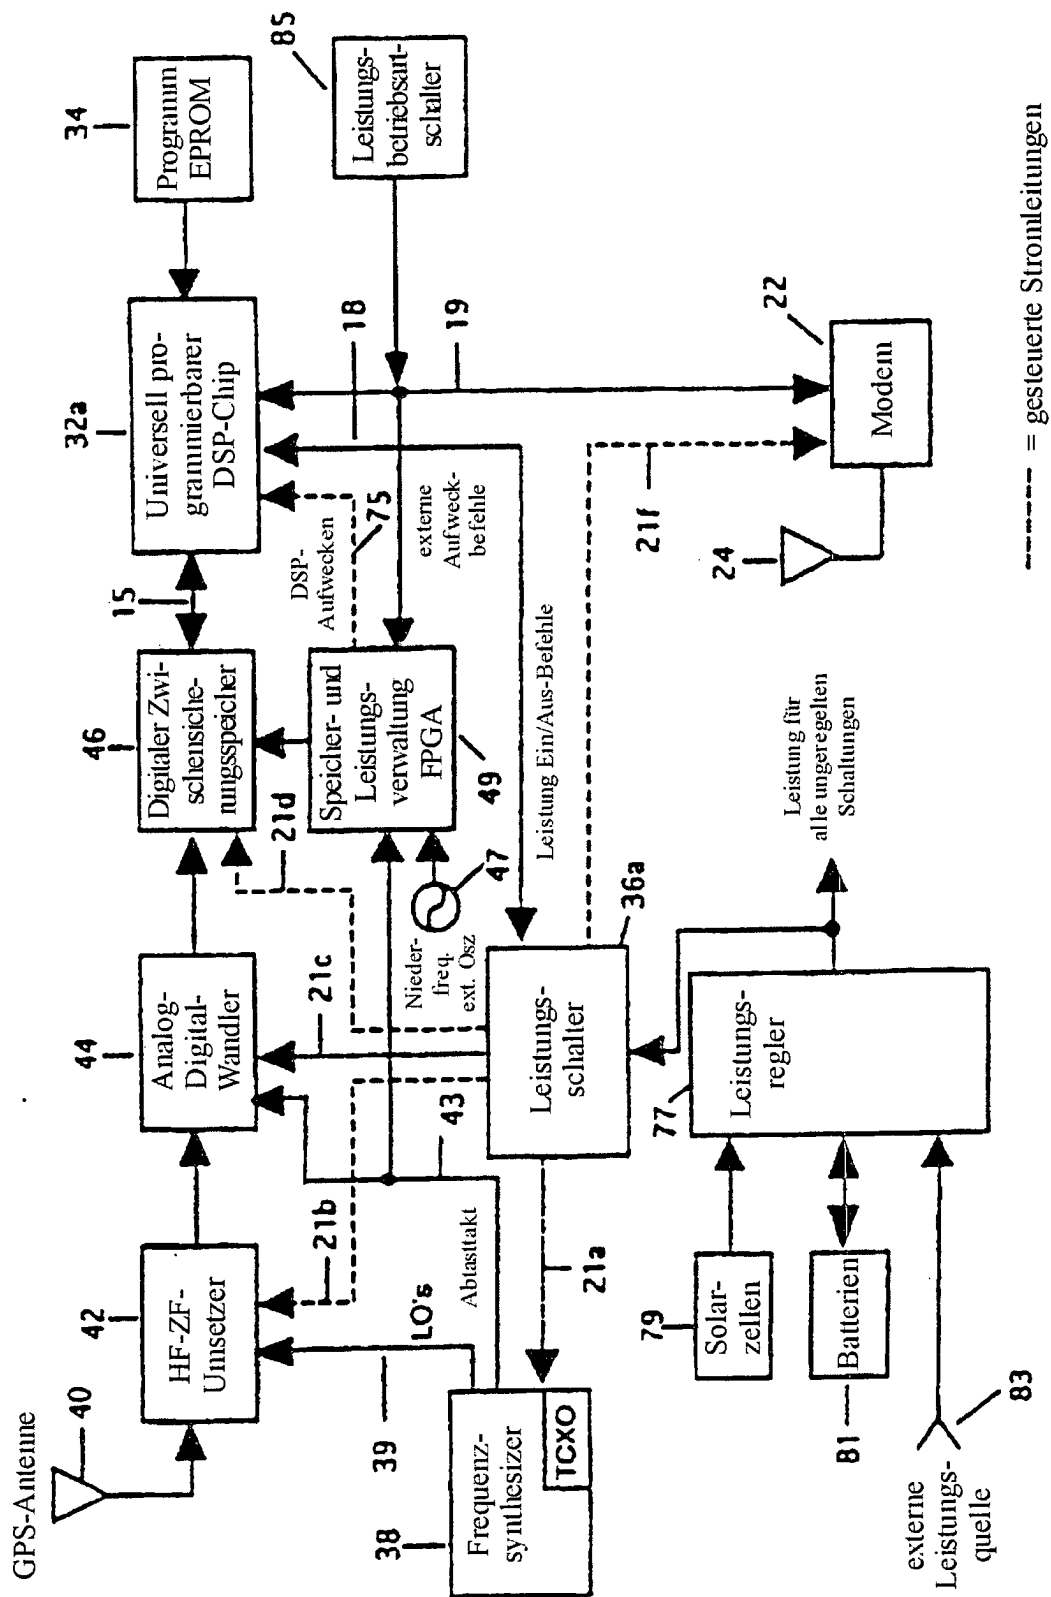 GPS-Antenne
40
42
HF-ZF-
Umsetzer
44
Analog-
Digital-
Wandler
46
Digitaler Zwi-
schensiche-
rungsspeicher
15
32a
Universell pro-
grammierbarer
DSP-Chip
34
Programm
EPROM
85
Leistungs-
betriebsart-
schalter
39
LO's
21b
21c
21d
Speicher- und
Leistungs-
verwaltung
FPGA
49
DSP-
Aufwecken
75
18
19
externe
Aufweck-
befehle
Nieder-
freq.
ext. Osz
47
38
Frequenz-
synthesizer
TCXO
Abtasttakt
43
21a
Leistungs-
schalter
36a
Leistung Ein/Aus-Befehle
21f
24
22
Modem
79
Solar-
zellen
77
Leistungs-
regler
Leistung für
alle ungeregelten
Schaltungen
81
Batterien
externe
Leistungs-
quelle
83
------ = gesteuerte Stromleitungen